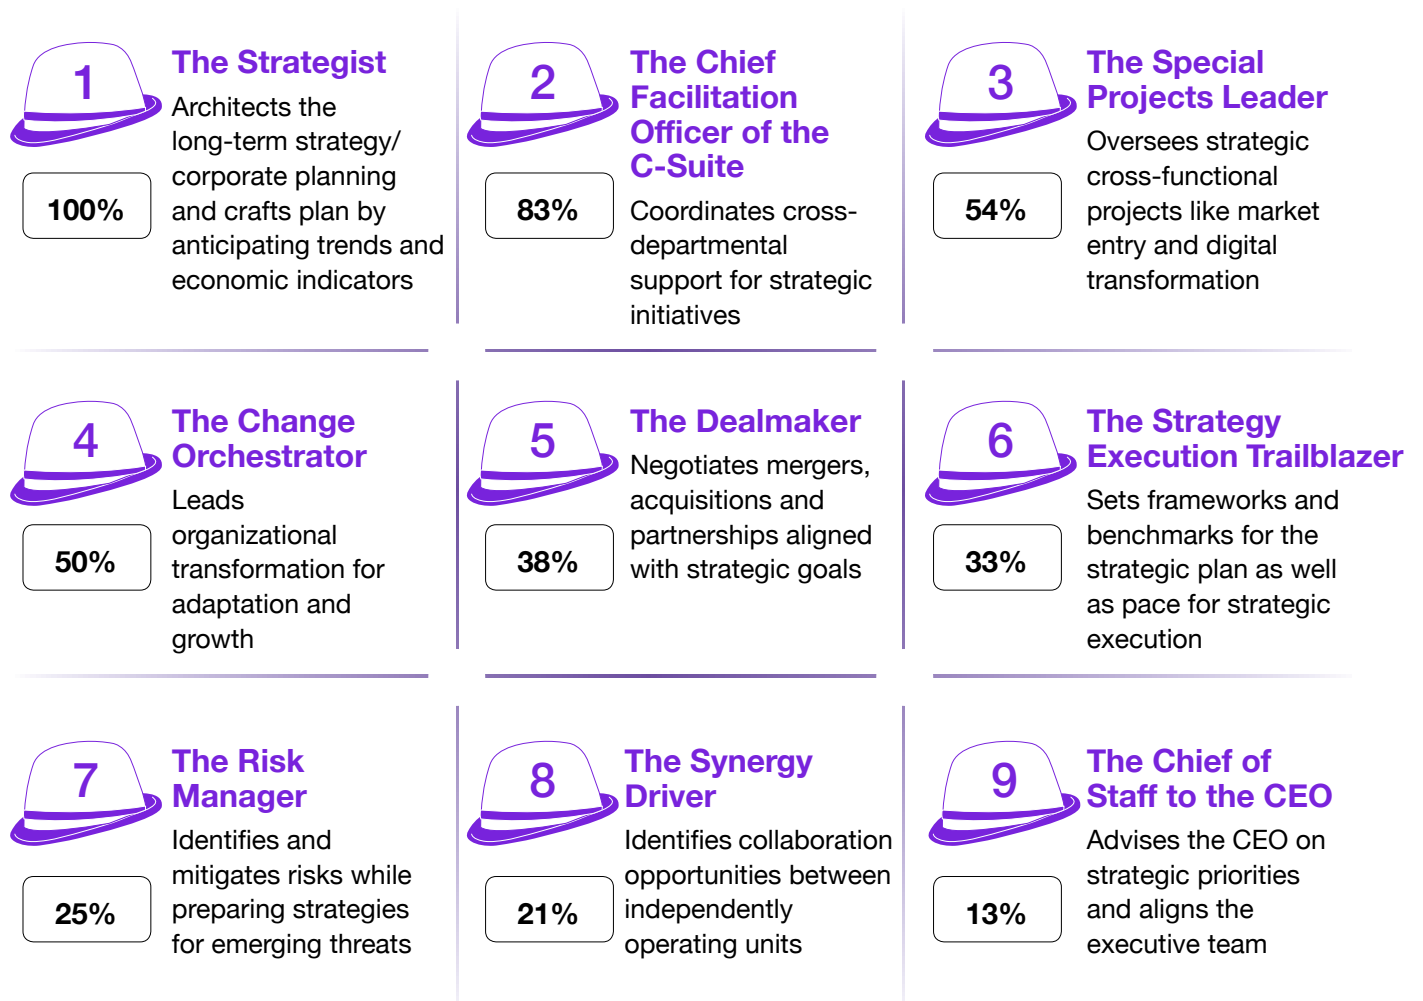 1
The Strategist
Architects the
long-term strategy/
corporate planning
and crafts plan by
anticipating trends and
economic indicators
100%
2
The Chief
Facilitation
Officer of the
C-Suite
Coordinates cross-
departmental
support for strategic
initiatives
83%
3
The Special
Projects Leader
Oversees strategic
cross-functional
projects like market
entry and digital
transformation
54%
4
The Change
Orchestrator
Leads
organizational
transformation for
adaptation and
growth
50%
5
The Dealmaker
Negotiates mergers,
acquisitions and
partnerships aligned
with strategic goals
38%
6
The Strategy
Execution Trailblazer
Sets frameworks and
benchmarks for the
strategic plan as well
as pace for strategic
execution
33%
7
The Risk
Manager
Identifies and
mitigates risks while
preparing strategies
for emerging threats
25%
8
The Synergy
Driver
Identifies collaboration
opportunities between
independently
operating units
21%
9
The Chief of
Staff to the CEO
Advises the CEO on
strategic priorities
and aligns the
executive team
13%